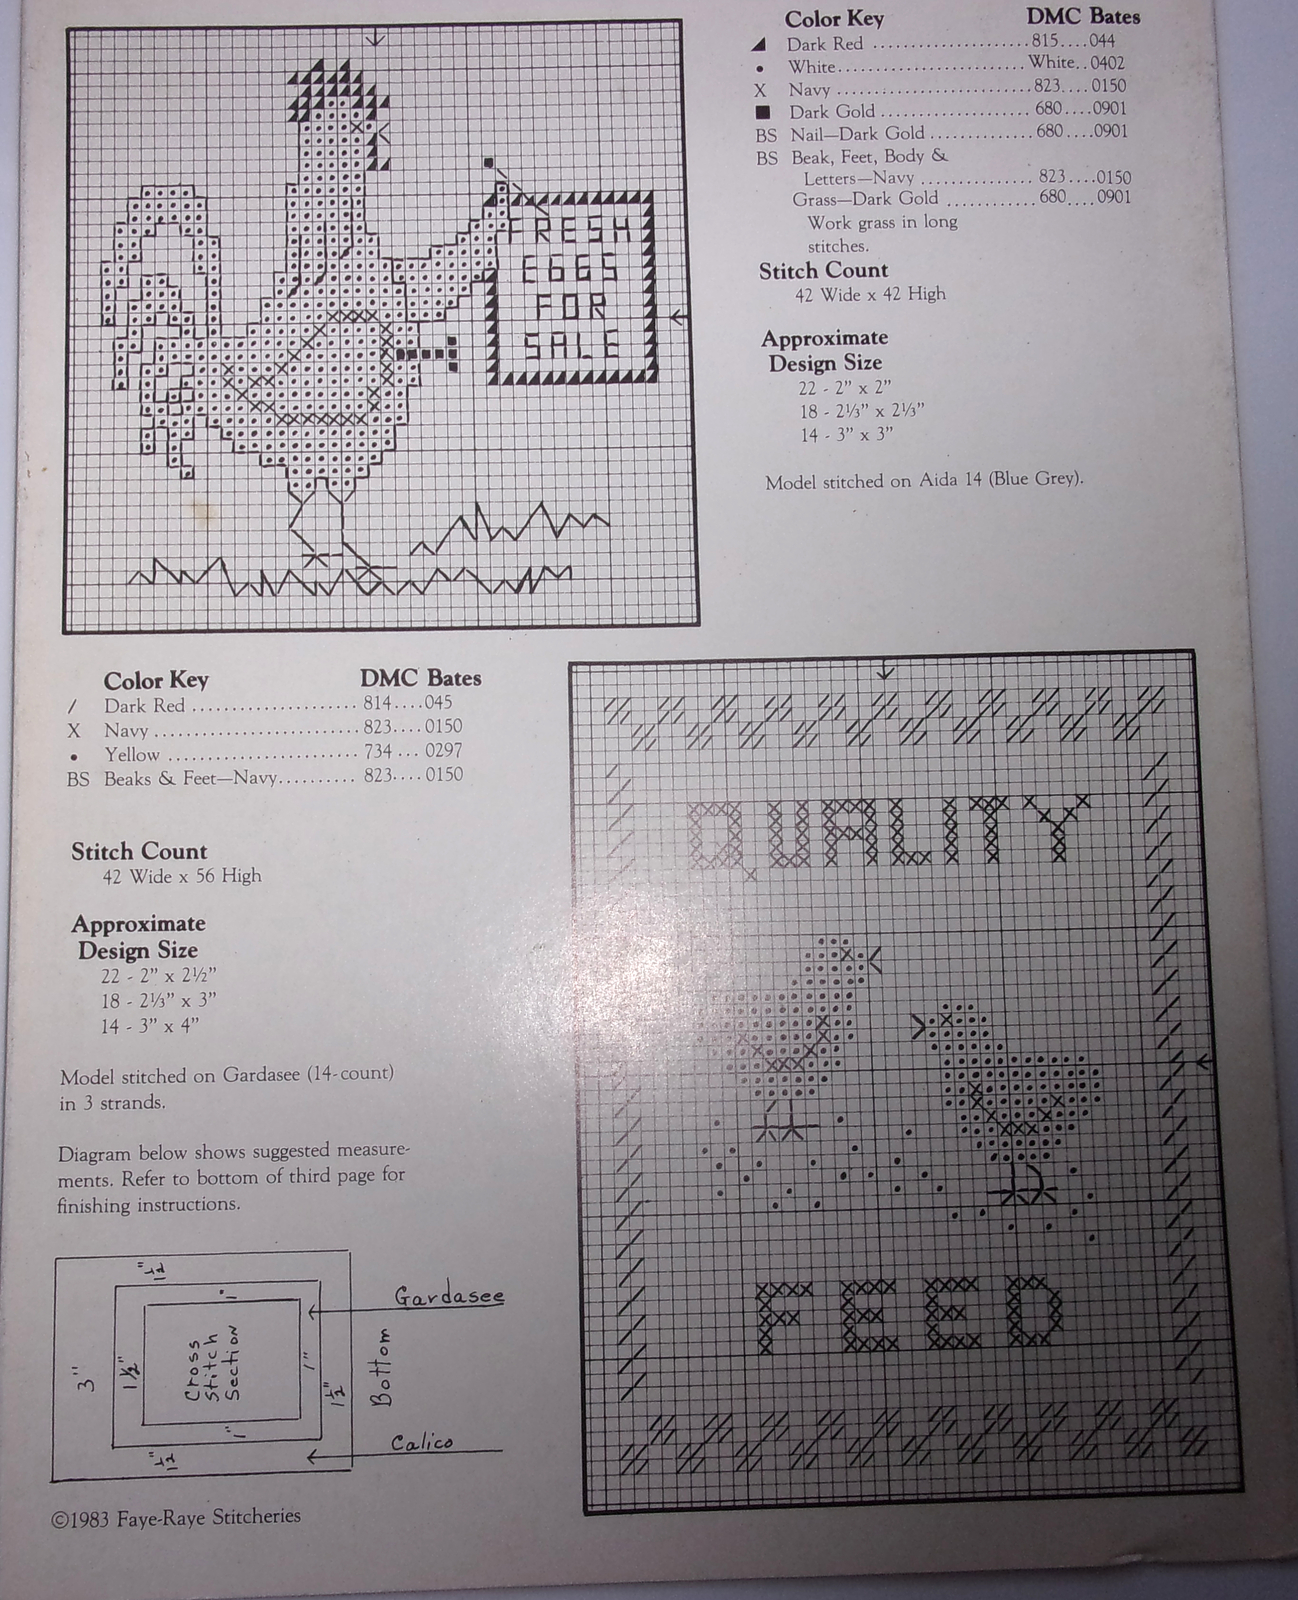 Color Key DMC Bates
◢ Dark Red ........................ 815....044
• White ........................... White..0402
X Navy ............................ 823....0150
■ Dark Gold ....................... 680....0901
BS Nail—Dark Gold ............... 680....0901
BS Beak, Feet, Body &
Letters—Navy .................... 823....0150
Grass—Dark Gold ................. 680....0901
Work grass in long
stitches.
Stitch Count
42 Wide x 42 High
Approximate
Design Size
22 - 2” x 2”
18 - 2⅓” x 2⅓”
14 - 3” x 3”
Model stitched on Aida 14 (Blue Grey).
FRESH
EGGS
FOR
SALE
Color Key DMC Bates
/ Dark Red ...................... 814....045
X Navy .......................... 823....0150
• Yellow ........................ 734 ... 0297
BS Beaks & Feet—Navy.......... 823....0150
Stitch Count
42 Wide x 56 High
Approximate
Design Size
22 - 2” x 2½”
18 - 2⅓” x 3”
14 - 3” x 4”
Model stitched on Gardasee (14-count)
in 3 strands.
Diagram below shows suggested measure-
ments. Refer to bottom of third page for
finishing instructions.
QUALITY
FEED
1½"
1"
Gardasee
3"
1½"
Cross
Stitch
Section
1"
1½"
Bottom
1"
Calico
1½"
©1983 Faye-Raye Stitcheries